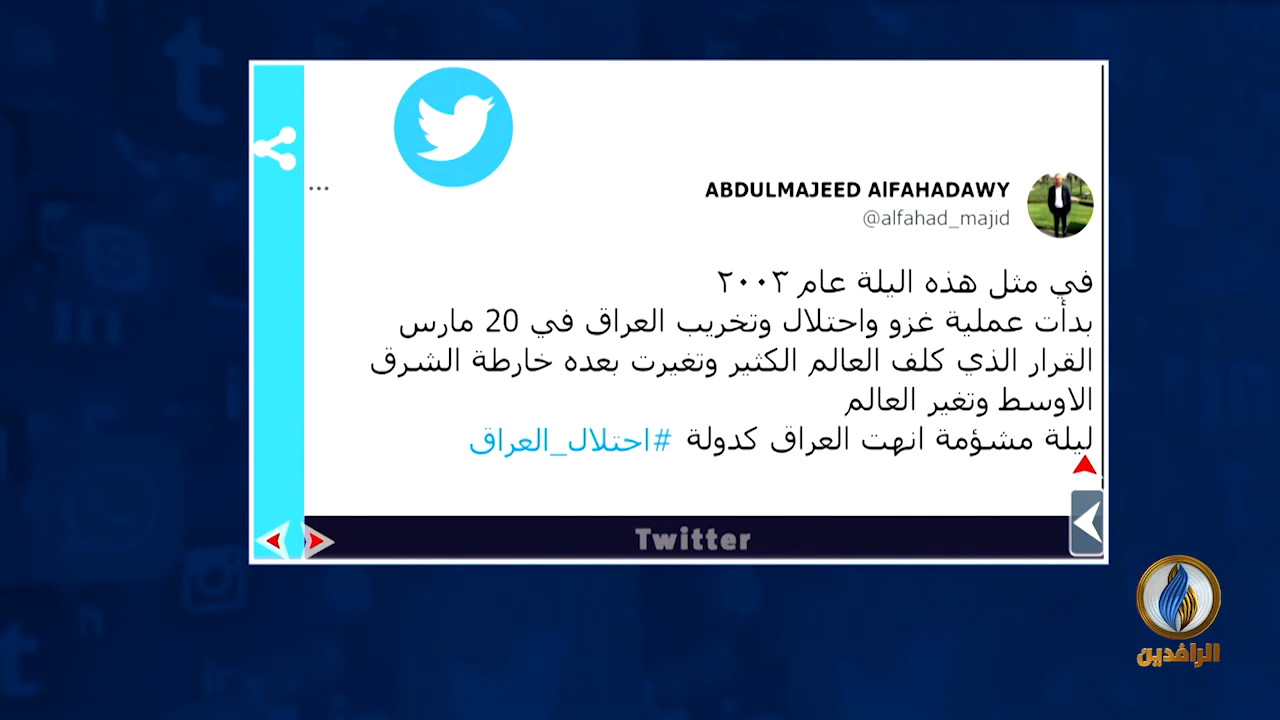 ABDULMAJEED AlFAHADAWY
@alfahad_majid
في مثل هذه اليلة عام ٢٠٠٣
بدأت عملية غزو واحتلال وتخريب العراق في 20 مارس
القرار الذي كلف العالم الكثير وتغيرت بعده خارطة الشرق
الاوسط وتغير العالم
ليلة مشؤمة انهت العراق كدولة #احتلال_العراق
Twitter
الرافدين